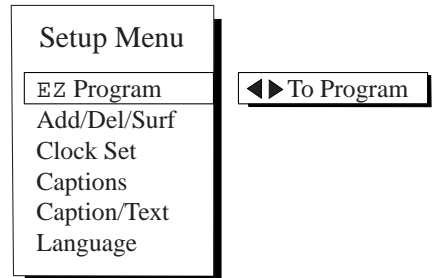 Setup Menu
EZ Program
◀▶To Program
Add/Del/Surf
Clock Set
Captions
Caption/Text
Language